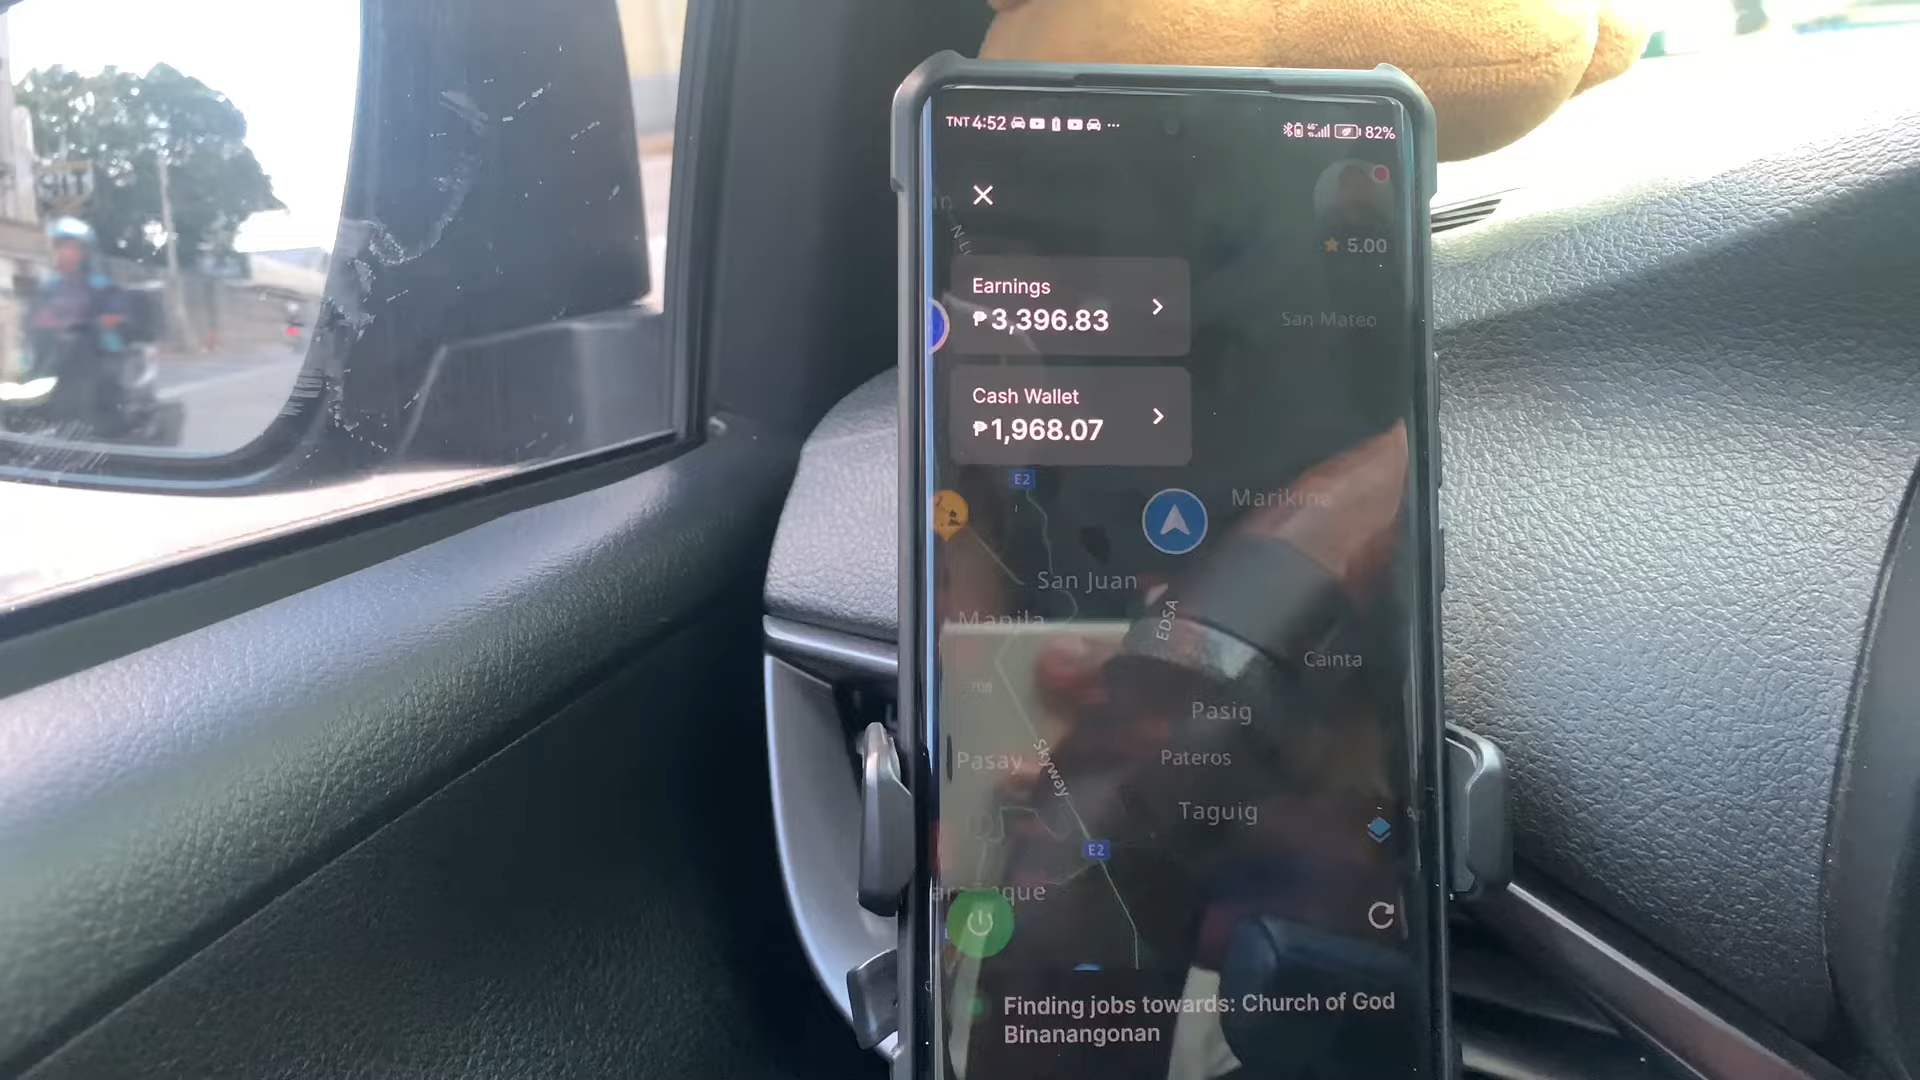 TNT 4:52
82%
5.00
Earnings
₱3,396.83
San Mateo
Cash Wallet
₱1,968.07
E2
Marikina
San Juan
Manila
EDSA
Cainta
Pasig
Skyway
Pasay
Pateros
Taguig
E2
Finding jobs towards: Church of God
Binanangonan